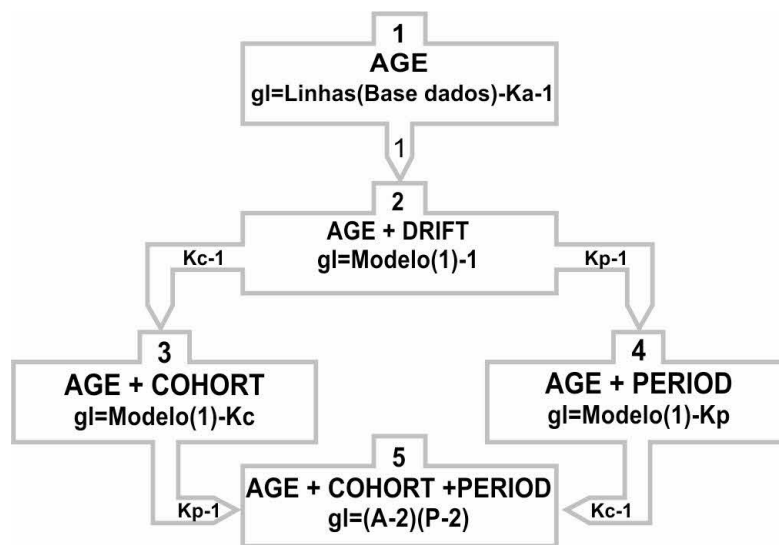 1
AGE
gl=Linhas(Base dados)-Ka-1
1
2
AGE + DRIFT
gl=Modelo(1)-1
Kc-1
Kp-1
3
AGE + COHORT
gl=Modelo(1)-Kc
4
AGE + PERIOD
gl=Modelo(1)-Kp
5
AGE + COHORT +PERIOD
gl=(A-2)(P-2)
Kp-1
Kc-1